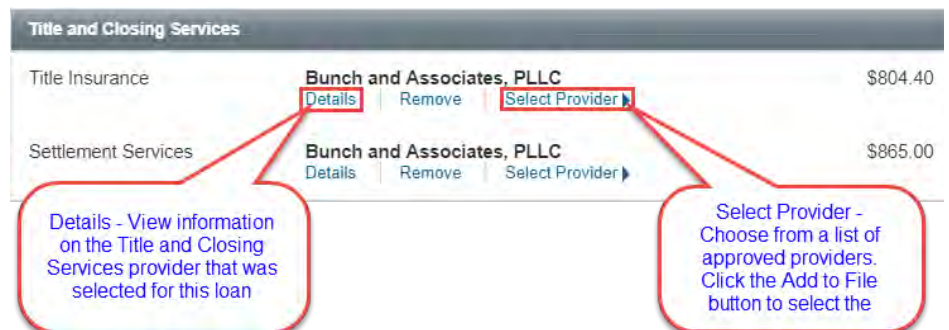 Title and Closing Services
Title Insurance Bunch and Associates, PLLC $804.40
Details Remove Select Provider
Settlement Services Bunch and Associates, PLLC $865.00
Details Remove Select Provider
Details - View information
on the Title and Closing
Services provider that was
selected for this loan
Select Provider -
Choose from a list of
approved providers.
Click the Add to File
button to select the